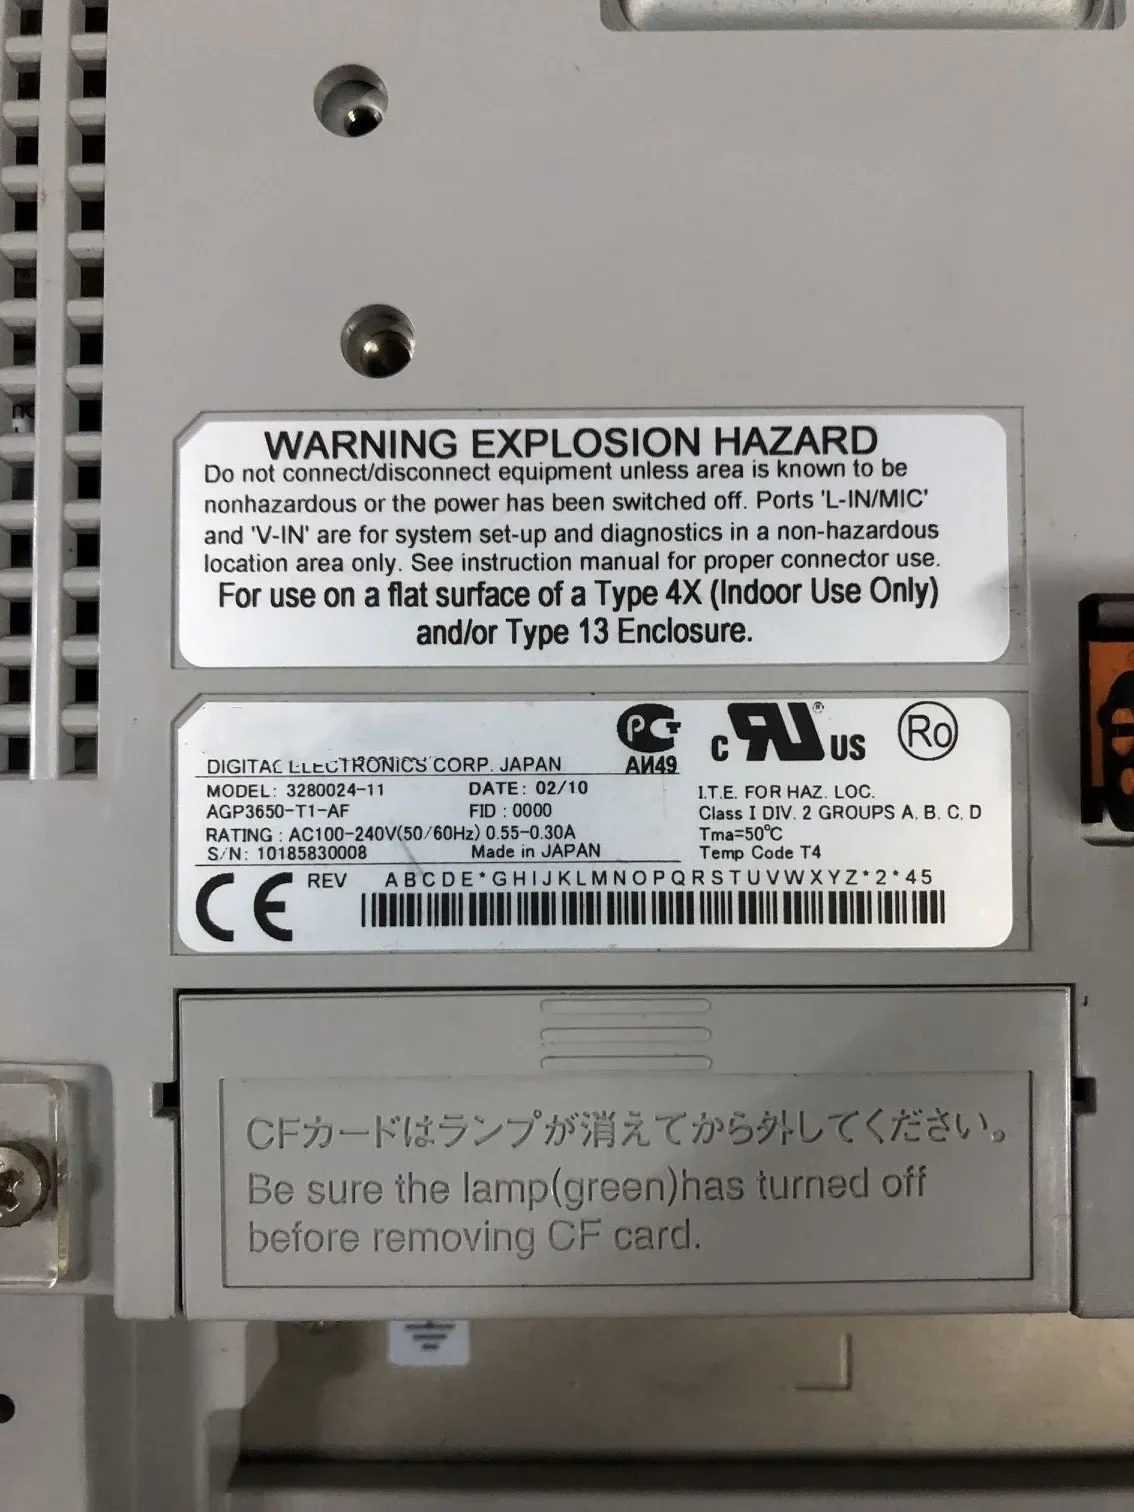 WARNING EXPLOSION HAZARD
Do not connect/disconnect equipment unless area is known to be
nonhazardous or the power has been switched off. Ports 'L-IN/MIC'
and 'V-IN' are for system set-up and diagnostics in a non-hazardous
location area only. See instruction manual for proper connector use.
For use on a flat surface of a Type 4X (Indoor Use Only)
and/or Type 13 Enclosure.
РСТ
АИ49
C RU ® US
Ro
DIGITAL ELECTRONICS CORP. JAPAN
MODEL: 3280024-11 DATE: 02/10
AGP3650-T1-AF FID : 0000
RATING : AC100-240V(50/60Hz) 0.55-0.30A
S/N: 10185830008 Made in JAPAN
I.T.E. FOR HAZ. LOC.
Class I DIV. 2 GROUPS A, B, C, D
Tma=50°C
Temp Code T4
CE REV ABCDE*GHIJKLMNOPQRSTUVWXYZ*2*45
CFカードはランプが消えてから外してください。
Be sure the lamp(green)has turned off
before removing CF card.